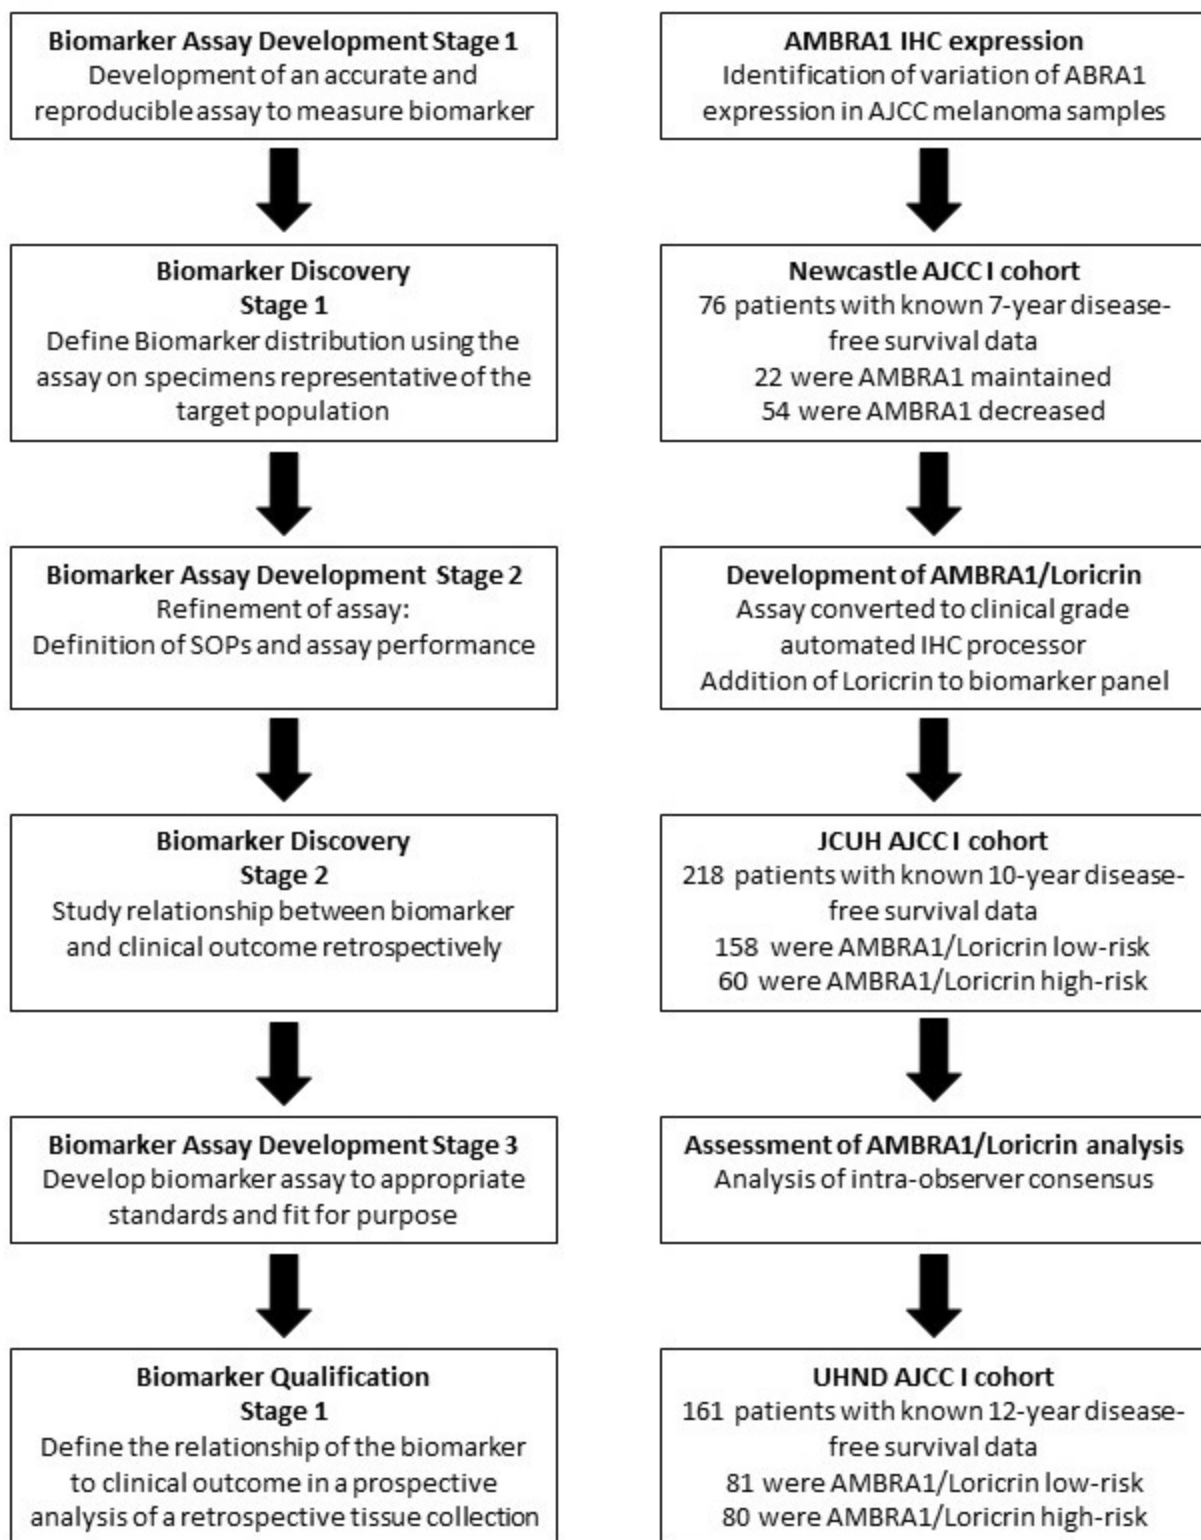 Biomarker Assay Development Stage 1
Development of an accurate and
reproducible assay to measure biomarker
AMBRA1 IHC expression
Identification of variation of ABRA1
expression in AJCC melanoma samples
Biomarker Discovery
Stage 1
Define Biomarker distribution using the
assay on specimens representative of the
target population
Newcastle AJCC I cohort
76 patients with known 7-year disease-
free survival data
22 were AMBRA1 maintained
54 were AMBRA1 decreased
Biomarker Assay Development Stage 2
Refinement of assay:
Definition of SOPs and assay performance
Development of AMBRA1/Loricrin
Assay converted to clinical grade
automated IHC processor
Addition of Loricrin to biomarker panel
Biomarker Discovery
Stage 2
Study relationship between biomarker
and clinical outcome retrospectively
JCUH AJCC I cohort
218 patients with known 10-year disease-
free survival data
158 were AMBRA1/Loricrin low-risk
60 were AMBRA1/Loricrin high-risk
Biomarker Assay Development Stage 3
Develop biomarker assay to appropriate
standards and fit for purpose
Assessment of AMBRA1/Loricrin analysis
Analysis of intra-observer consensus
Biomarker Qualification
Stage 1
Define the relationship of the biomarker
to clinical outcome in a prospective
analysis of a retrospective tissue collection
UHND AJCC I cohort
161 patients with known 12-year disease-
free survival data
81 were AMBRA1/Loricrin low-risk
80 were AMBRA1/Loricrin high-risk